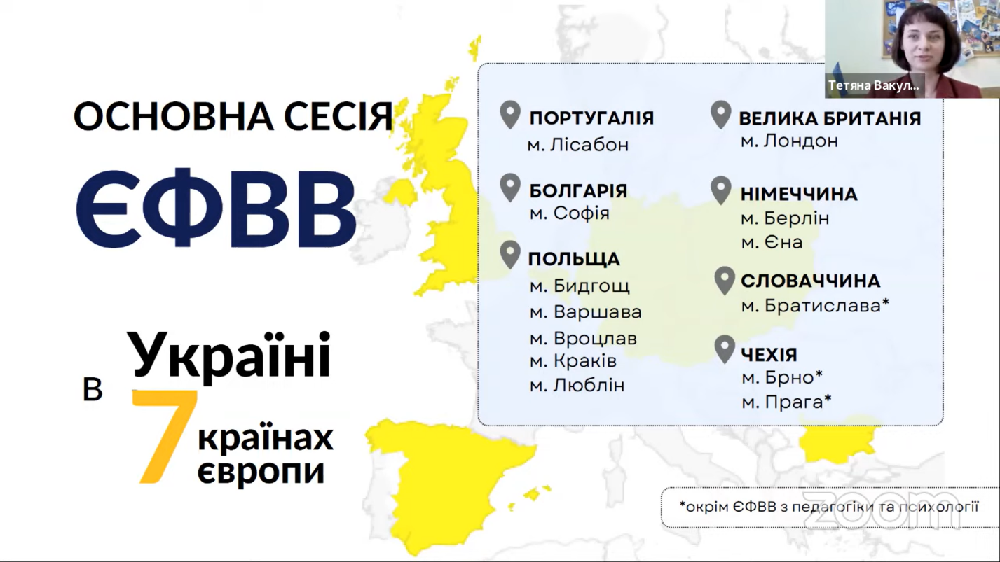 ОСНОВНА СЕСІЯ
ЄФВВ
в
Україні
7
країнах
європи
ПОРТУГАЛІЯ
м. Лісабон
БОЛГАРІЯ
м. Софія
ПОЛЬЩА
м. Бидгощ
м. Варшава
м. Вроцлав
м. Краків
м. Люблін
ВЕЛИКА БРИТАНІЯ
м. Лондон
НІМЕЧЧИНА
м. Берлін
м. Єна
СЛОВАЧЧИНА
м. Братислава*
ЧЕХІЯ
м. Брно*
м. Прага*
*окрім ЄФВВ з педагогіки та психології
Тетяна Вакул...
zoom